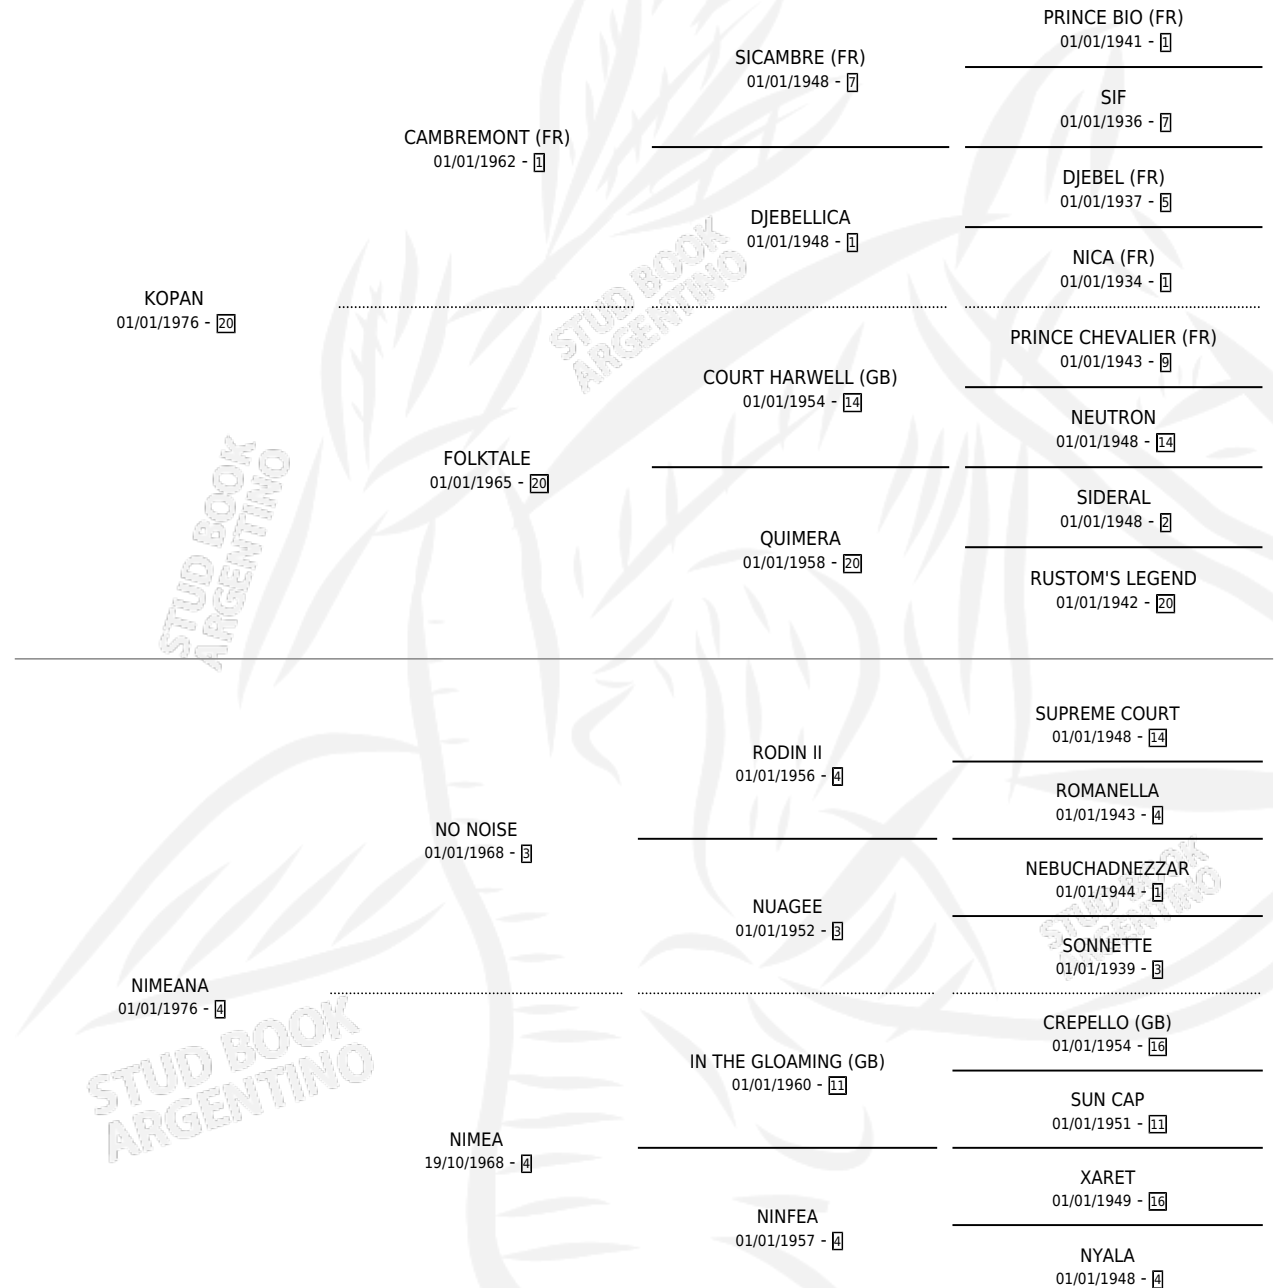 PRINCE BIO (FR)
01/01/1941 - 1
SICAMBRE (FR)
01/01/1948 - 7
SIF
01/01/1936 - 7
CAMBREMONT (FR)
01/01/1962 - 1
DJEBEL (FR)
01/01/1937 - 5
DJEBELLICA
01/01/1948 - 1
NICA (FR)
01/01/1934 - 1
KOPAN
01/01/1976 - 20
PRINCE CHEVALIER (FR)
01/01/1943 - 9
COURT HARWELL (GB)
01/01/1954 - 14
NEUTRON
01/01/1948 - 14
FOLKTALE
01/01/1965 - 20
SIDERAL
01/01/1948 - 2
QUIMERA
01/01/1958 - 20
RUSTOM'S LEGEND
01/01/1942 - 20
SUPREME COURT
01/01/1948 - 14
RODIN II
01/01/1956 - 4
ROMANELLA
01/01/1943 - 4
NO NOISE
01/01/1968 - 3
NEBUCHADNEZZAR
01/01/1944 - 1
NUAGEE
01/01/1952 - 3
SONNETTE
01/01/1939 - 3
NIMEANA
01/01/1976 - 4
CREPELLO (GB)
01/01/1954 - 16
IN THE GLOAMING (GB)
01/01/1960 - 11
SUN CAP
01/01/1951 - 11
NIMEA
19/10/1968 - 4
XARET
01/01/1949 - 16
NINFEA
01/01/1957 - 4
NYALA
01/01/1948 - 4
STUD BOOK
ARGENTINO
STUD BOOK
ARGENTINO
STUD BOOK
ARGENTINO
STUD BOOK
ARGENTINO